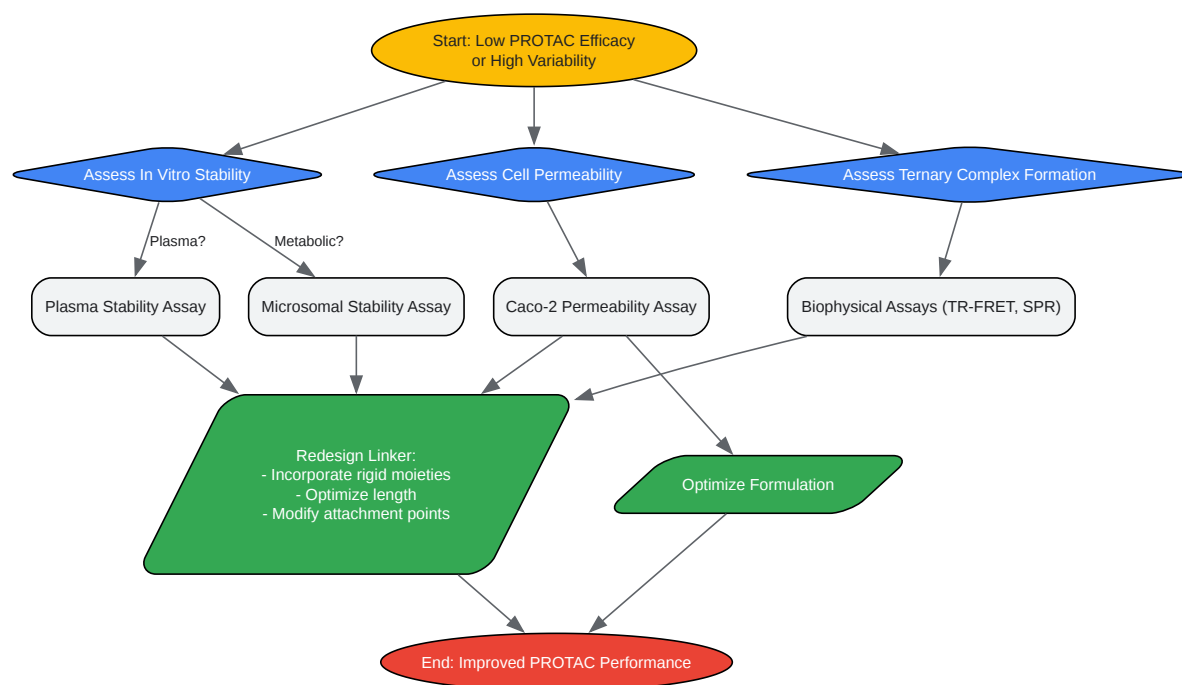 Start: Low PROTAC Efficacy
or High Variability
Assess In Vitro Stability
Assess Cell Permeability
Assess Ternary Complex Formation
Plasma?
Metabolic?
Plasma Stability Assay
Microsomal Stability Assay
Caco-2 Permeability Assay
Biophysical Assays (TR-FRET, SPR)
Redesign Linker:
- Incorporate rigid moieties
- Optimize length
- Modify attachment points
Optimize Formulation
End: Improved PROTAC Performance